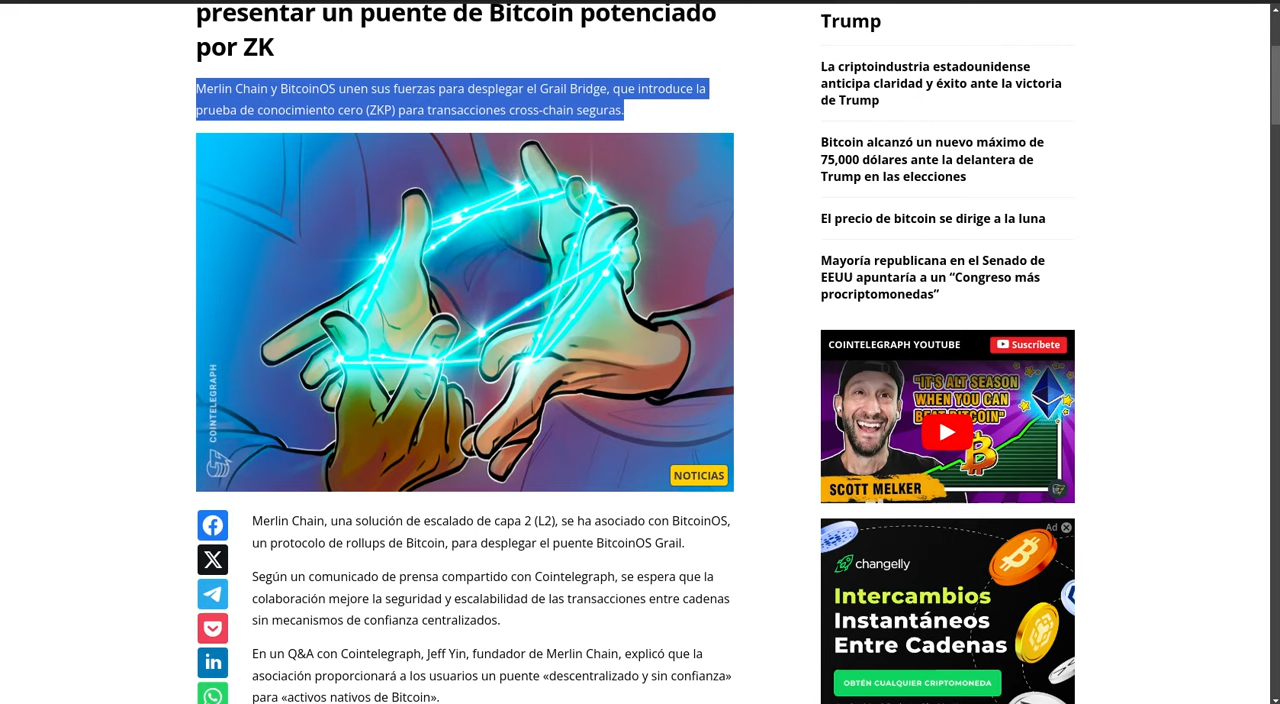 presentar un puente de Bitcoin potenciado
por ZK
Merlin Chain y BitcoinOS unen sus fuerzas para desplegar el Grail Bridge, que introduce la
prueba de conocimiento cero (ZKP) para transacciones cross-chain seguras.
COINTELEGRAPH
NOTICIAS
Merlin Chain, una solución de escalado de capa 2 (L2), se ha asociado con BitcoinOS,
un protocolo de rollups de Bitcoin, para desplegar el puente BitcoinOS Grail.
Según un comunicado de prensa compartido con Cointelegraph, se espera que la
colaboración mejore la seguridad y escalabilidad de las transacciones entre cadenas
sin mecanismos de confianza centralizados.
En un Q&A con Cointelegraph, Jeff Yin, fundador de Merlin Chain, explicó que la
asociación proporcionará a los usuarios un puente «descentralizado y sin confianza»
para «activos nativos de Bitcoin».
Trump
La criptoindustria estadounidense
anticipa claridad y éxito ante la victoria
de Trump
Bitcoin alcanzó un nuevo máximo de
75,000 dólares ante la delantera de
Trump en las elecciones
El precio de bitcoin se dirige a la luna
Mayoría republicana en el Senado de
EEUU apuntaría a un “Congreso más
procriptomonedas”
COINTELEGRAPH YOUTUBE
Suscríbete
"IT'S ALT SEASON
WHEN YOU CAN
BEAT BITCOIN"
SCOTT MELKER
Ad
changelly
Intercambios
Instantáneos
Entre Cadenas
OBTÉN CUALQUIER CRIPTOMONEDA